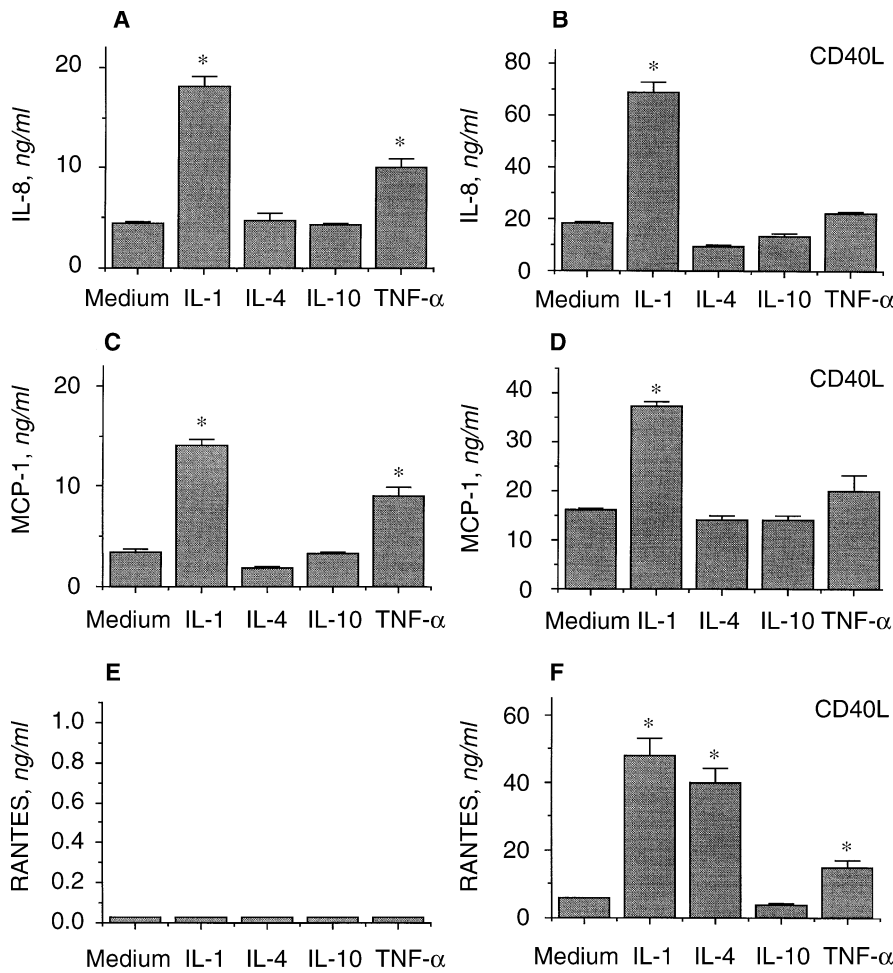 A
IL-8, ng/ml
20
10
0
Medium IL-1 IL-4 IL-10 TNF-α
*
*
B
CD40L
IL-8, ng/ml
80
60
40
20
0
Medium IL-1 IL-4 IL-10 TNF-α
*
C
MCP-1, ng/ml
20
10
0
Medium IL-1 IL-4 IL-10 TNF-α
*
*
D
CD40L
MCP-1, ng/ml
40
30
20
10
0
Medium IL-1 IL-4 IL-10 TNF-α
*
E
RANTES, ng/ml
1.0
0.8
0.6
0.4
0.2
0.0
Medium IL-1 IL-4 IL-10 TNF-α
F
CD40L
RANTES, ng/ml
60
40
20
0
Medium IL-1 IL-4 IL-10 TNF-α
*
*
*